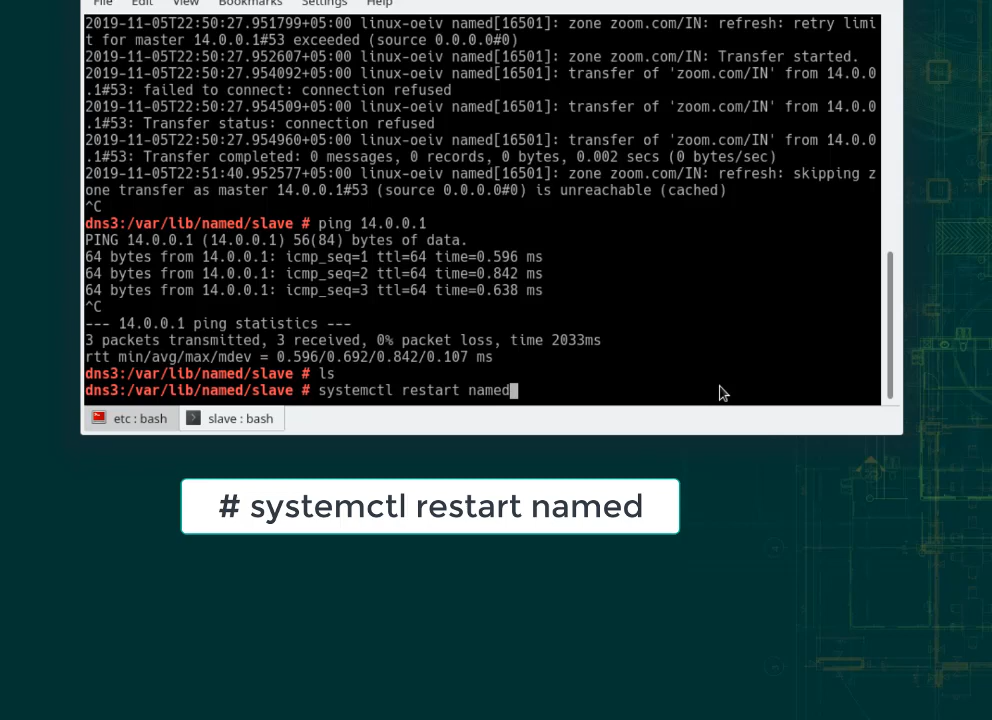 File Edit View Bookmarks Settings Help
2019-11-05T22:50:27.951799+05:00 linux-oeiv named[16501]: zone zoom.com/IN: refresh: retry limi
t for master 14.0.0.1#53 exceeded (source 0.0.0.0#0)
2019-11-05T22:50:27.952607+05:00 linux-oeiv named[16501]: zone zoom.com/IN: Transfer started.
2019-11-05T22:50:27.954092+05:00 linux-oeiv named[16501]: transfer of 'zoom.com/IN' from 14.0.0
.1#53: failed to connect: connection refused
2019-11-05T22:50:27.954509+05:00 linux-oeiv named[16501]: transfer of 'zoom.com/IN' from 14.0.0
.1#53: Transfer status: connection refused
2019-11-05T22:50:27.954960+05:00 linux-oeiv named[16501]: transfer of 'zoom.com/IN' from 14.0.0
.1#53: Transfer completed: 0 messages, 0 records, 0 bytes, 0.002 secs (0 bytes/sec)
2019-11-05T22:51:40.952577+05:00 linux-oeiv named[16501]: zone zoom.com/IN: refresh: skipping z
one transfer as master 14.0.0.1#53 (source 0.0.0.0#0) is unreachable (cached)
^C
dns3:/var/lib/named/slave # ping 14.0.0.1
PING 14.0.0.1 (14.0.0.1) 56(84) bytes of data.
64 bytes from 14.0.0.1: icmp_seq=1 ttl=64 time=0.596 ms
64 bytes from 14.0.0.1: icmp_seq=2 ttl=64 time=0.842 ms
64 bytes from 14.0.0.1: icmp_seq=3 ttl=64 time=0.638 ms
^C
--- 14.0.0.1 ping statistics ---
3 packets transmitted, 3 received, 0% packet loss, time 2033ms
rtt min/avg/max/mdev = 0.596/0.692/0.842/0.107 ms
dns3:/var/lib/named/slave # ls
dns3:/var/lib/named/slave # systemctl restart named
etc : bash slave : bash
# systemctl restart named